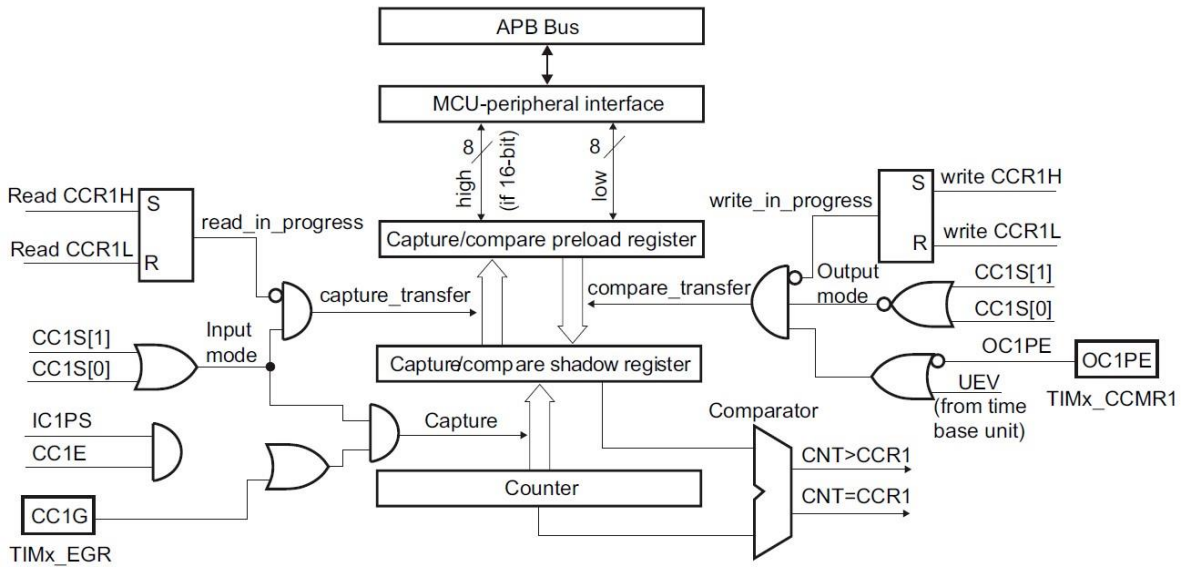 APB Bus
MCU-peripheral interface
8
high
(if 16-bit)
8
low
Read CCR1H
S
read_in_progress
Read CCR1L
R
write_in_progress
S
write CCR1H
R
write CCR1L
Capture/compare preload register
capture_transfer
compare_transfer
Output
mode
CC1S[1]
CC1S[0]
CC1S[1]
CC1S[0]
Input
mode
Capture/compare shadow register
OC1PE
OC1PE
UEV
(from time
base unit)
TIMx_CCMR1
IC1PS
CC1E
Capture
Comparator
CNT>CCR1
CNT=CCR1
Counter
CC1G
TIMx_EGR